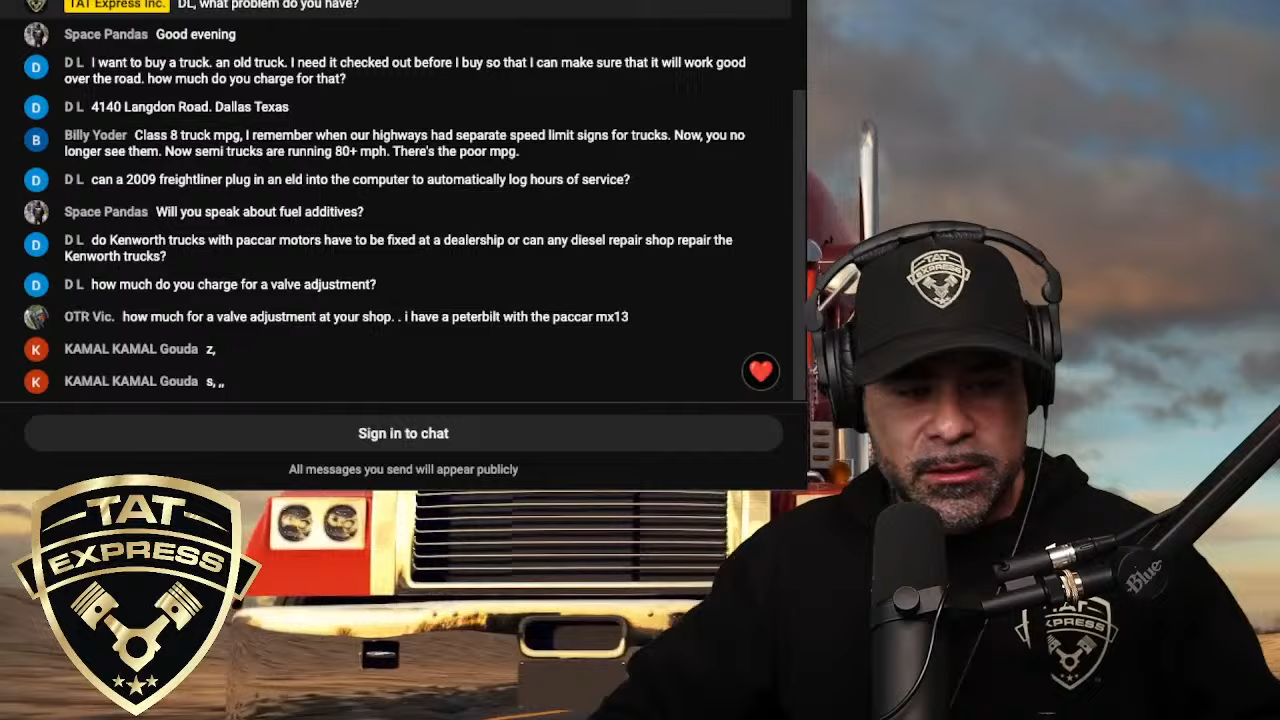 TAT Express Inc. DL, what problem do you have?
Space Pandas Good evening
D D L I want to buy a truck. an old truck. I need it checked out before I buy so that I can make sure that it will work good
over the road. how much do you charge for that?
D D L 4140 Langdon Road. Dallas Texas
B Billy Yoder Class 8 truck mpg, I remember when our highways had separate speed limit signs for trucks. Now, you no
longer see them. Now semi trucks are running 80+ mph. There's the poor mpg.
D D L can a 2009 freightliner plug in an eld into the computer to automatically log hours of service?
Space Pandas Will you speak about fuel additives?
D D L do Kenworth trucks with paccar motors have to be fixed at a dealership or can any diesel repair shop repair the
Kenworth trucks?
D D L how much do you charge for a valve adjustment?
OTR Vic. how much for a valve adjustment at your shop. . i have a peterbilt with the paccar mx13
K KAMAL KAMAL Gouda z,
K KAMAL KAMAL Gouda s, ,,
Sign in to chat
All messages you send will appear publicly
TAT
EXPRESS
TAT
EXPRESS
Blue
TAT
EXPRESS